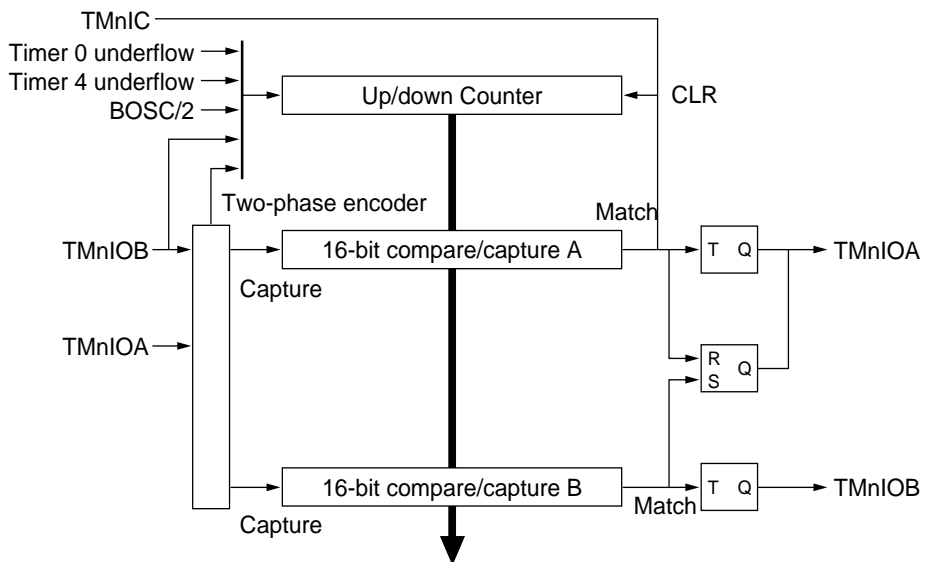 TMnIC
Timer 0 underflow
Timer 4 underflow
BOSC/2
Up/down Counter
CLR
Two-phase encoder
Match
TMnIOB
16-bit compare/capture A
T Q
TMnIOA
Capture
TMnIOA
R
S
Q
16-bit compare/capture B
T Q
TMnIOB
Match
Capture